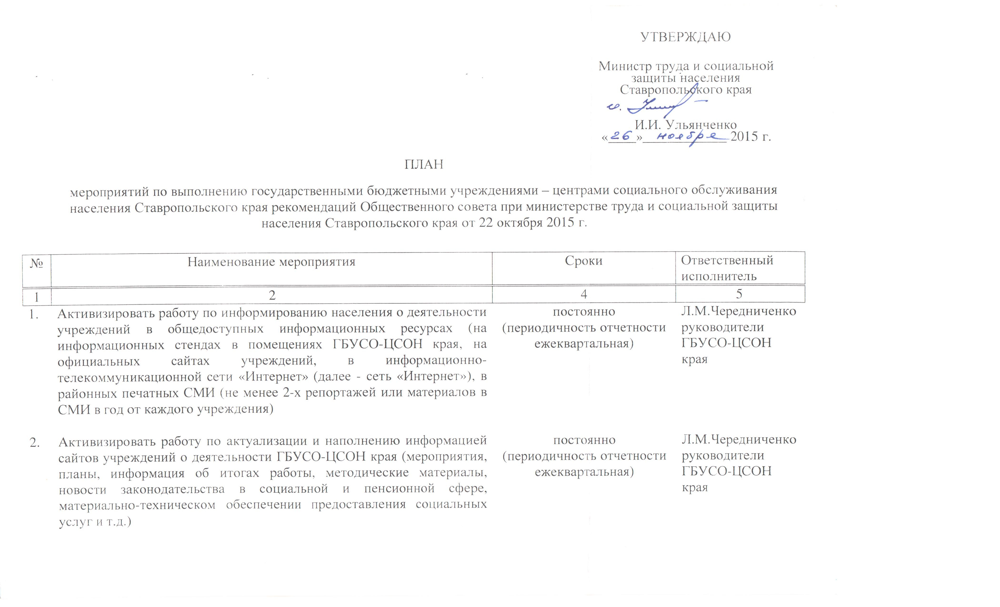 УТВЕРЖДАЮ
Министр труда и социальной
защиты населения
Ставропольского края
И.И. Ульянченко
«26» ноября 2015 г.
ПЛАН
мероприятий по выполнению государственными бюджетными учреждениями – центрами социального обслуживания
населения Ставропольского края рекомендаций Общественного совета при министерстве труда и социальной защиты
населения Ставропольского края от 22 октября 2015 г.
№ Наименование мероприятия Сроки Ответственный
исполнитель
1 2 4 5
1. Активизировать работу по информированию населения о деятельности
учреждений в общедоступных информационных ресурсах (на
информационных стендах в помещениях ГБУСО-ЦСОН края, на
официальных сайтах учреждений, в информационно-
телекоммуникационной сети «Интернет» (далее - сеть «Интернет»), в
районных печатных СМИ (не менее 2-х репортажей или материалов в
СМИ в год от каждого учреждения)
постоянно
(периодичность отчетности
ежеквартальная)
Л.М.Чередниченко
руководители
ГБУСО-ЦСОН
края
2. Активизировать работу по актуализации и наполнению информацией
сайтов учреждений о деятельности ГБУСО-ЦСОН края (мероприятия,
планы, информация об итогах работы, методические материалы,
новости законодательства в социальной и пенсионной сфере,
материально-техническом обеспечении предоставления социальных
услуг и т.д.)
постоянно
(периодичность отчетности
ежеквартальная)
Л.М.Чередниченко
руководители
ГБУСО-ЦСОН
края